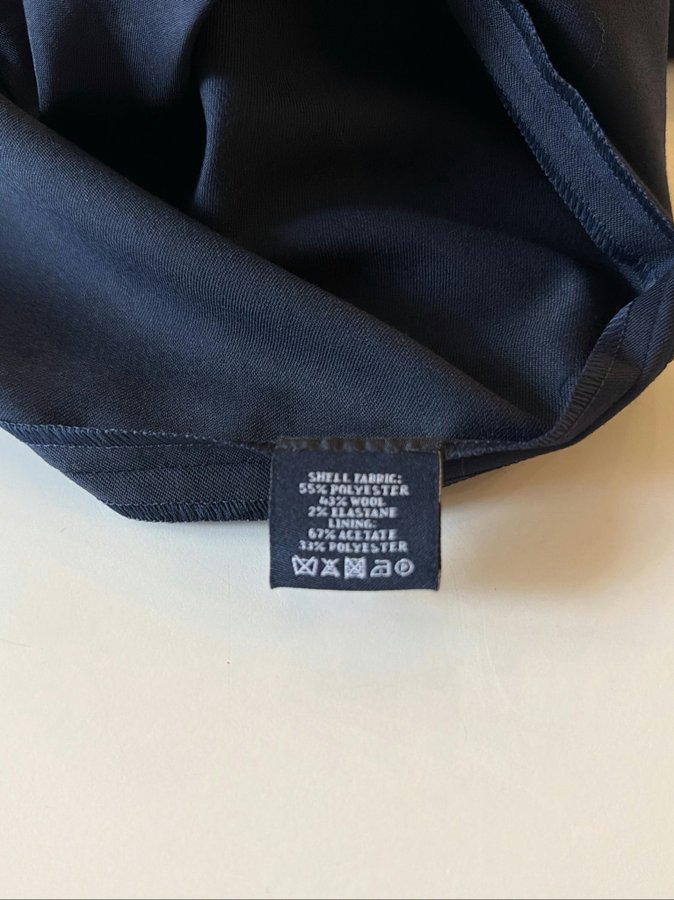 SHELL FABRIC:
55% POLYESTER
43% WOOL
2% ELASTANE
LINING:
67% ACETATE
33% POLYESTER
P